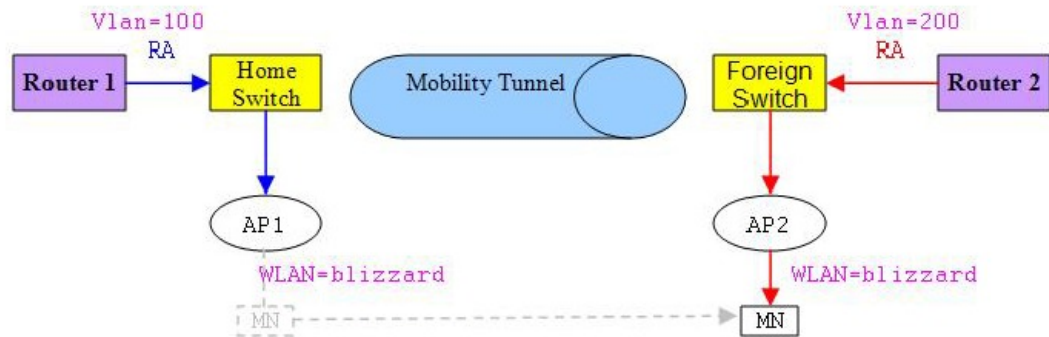 Vlan=100
RA
Router 1
Home
Switch
Mobility Tunnel
Vlan=200
RA
Foreign
Switch
Router 2
AP1
AP2
WLAN=blizzard
WLAN=blizzard
MN
MN